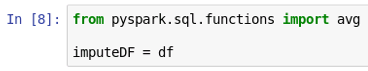 In [8]: from pyspark.sql.functions import avg
imputeDF = df